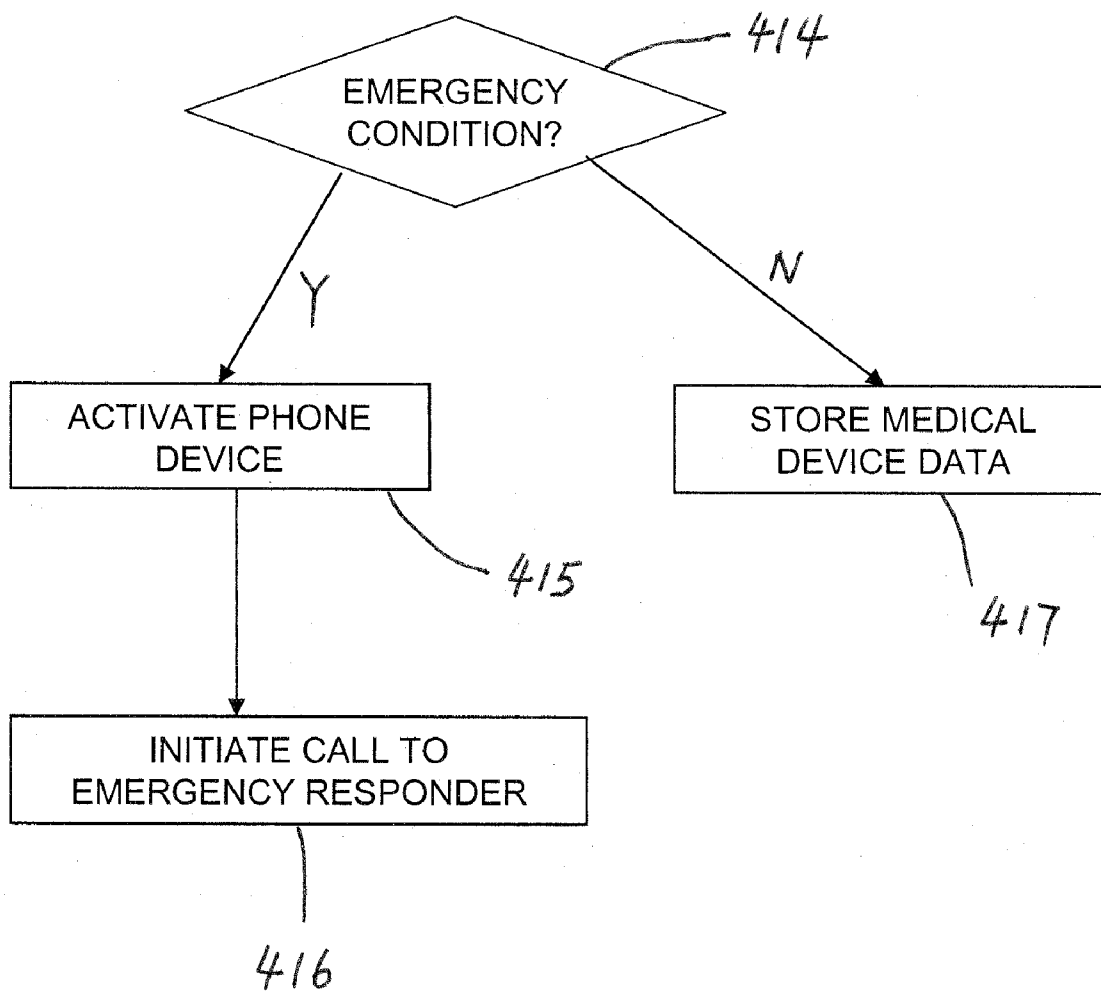 414
EMERGENCY
CONDITION?
Y
N
ACTIVATE PHONE
DEVICE
STORE MEDICAL
DEVICE DATA
415
417
INITIATE CALL TO
EMERGENCY RESPONDER
416